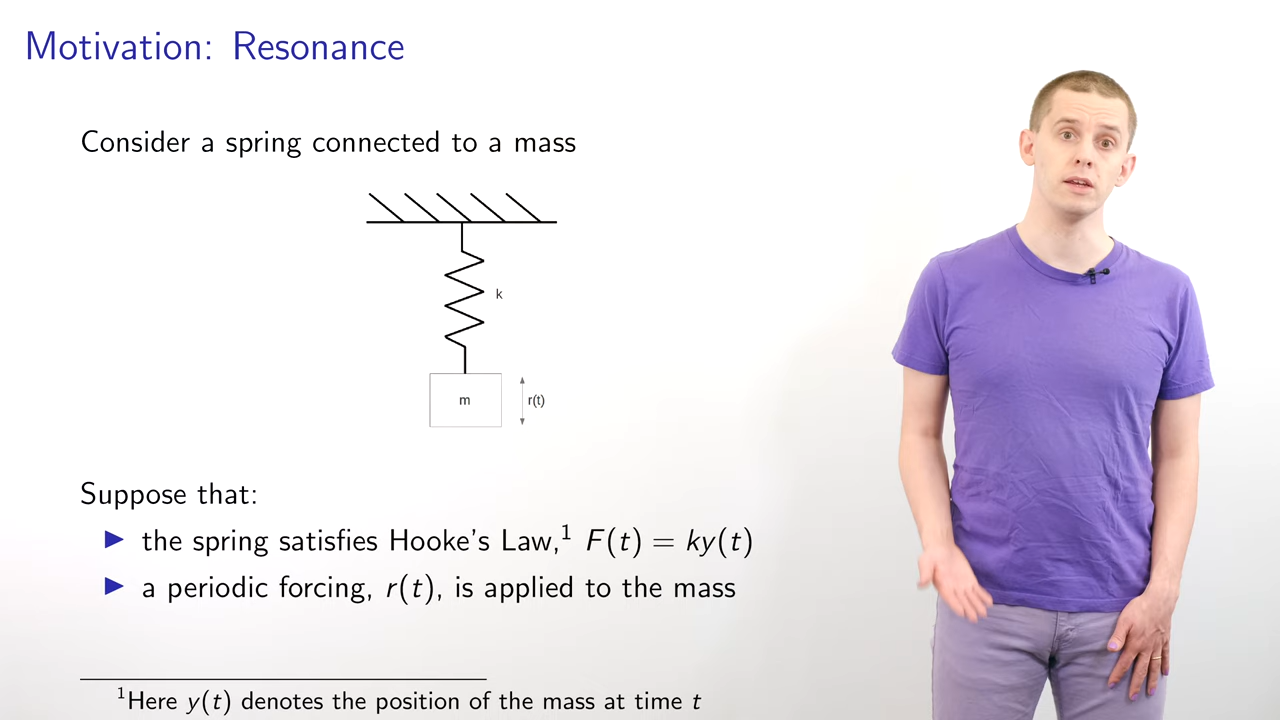 Motivation: Resonance
Consider a spring connected to a mass
k
m
r(t)
Suppose that:
▶ the spring satisfies Hooke's Law,¹ F(t) = ky(t)
▶ a periodic forcing, r(t), is applied to the mass
¹Here y(t) denotes the position of the mass at time t